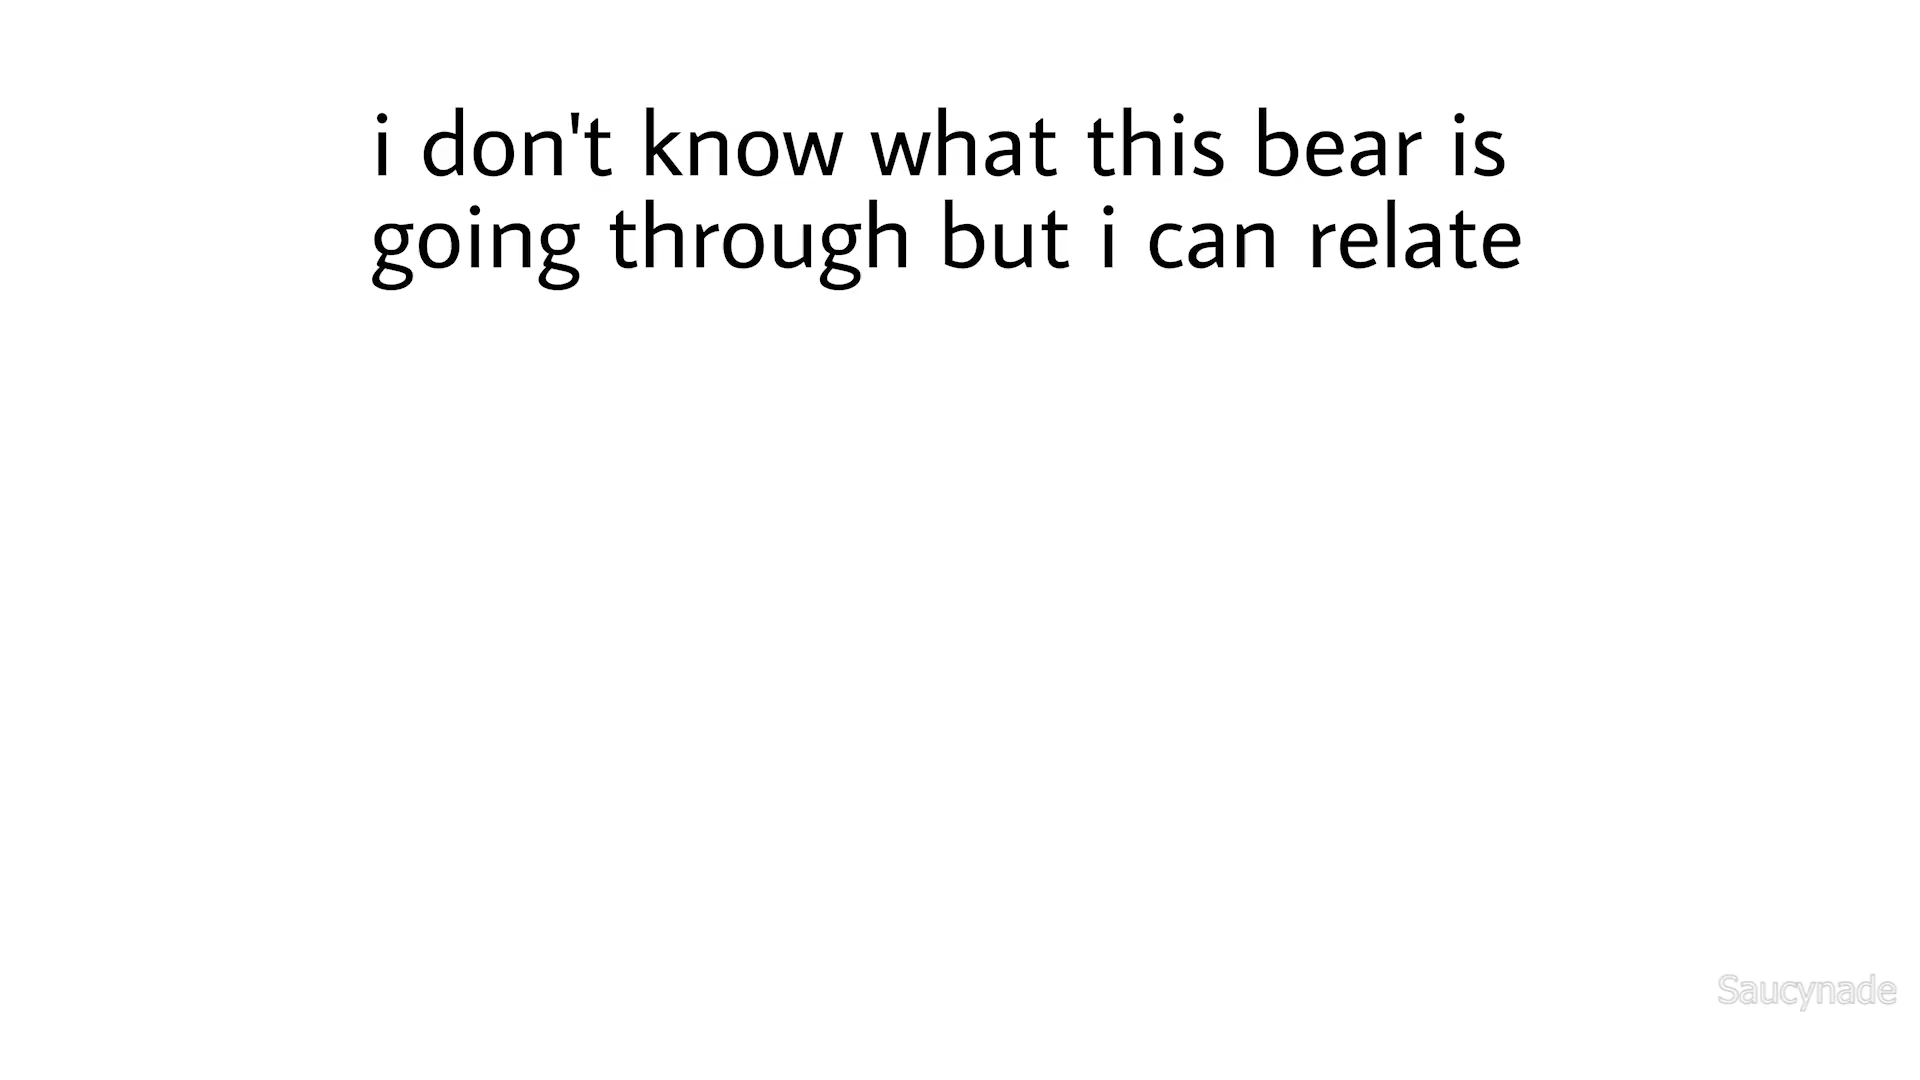 i don't know what this bear is
going through but i can relate
Saucynade